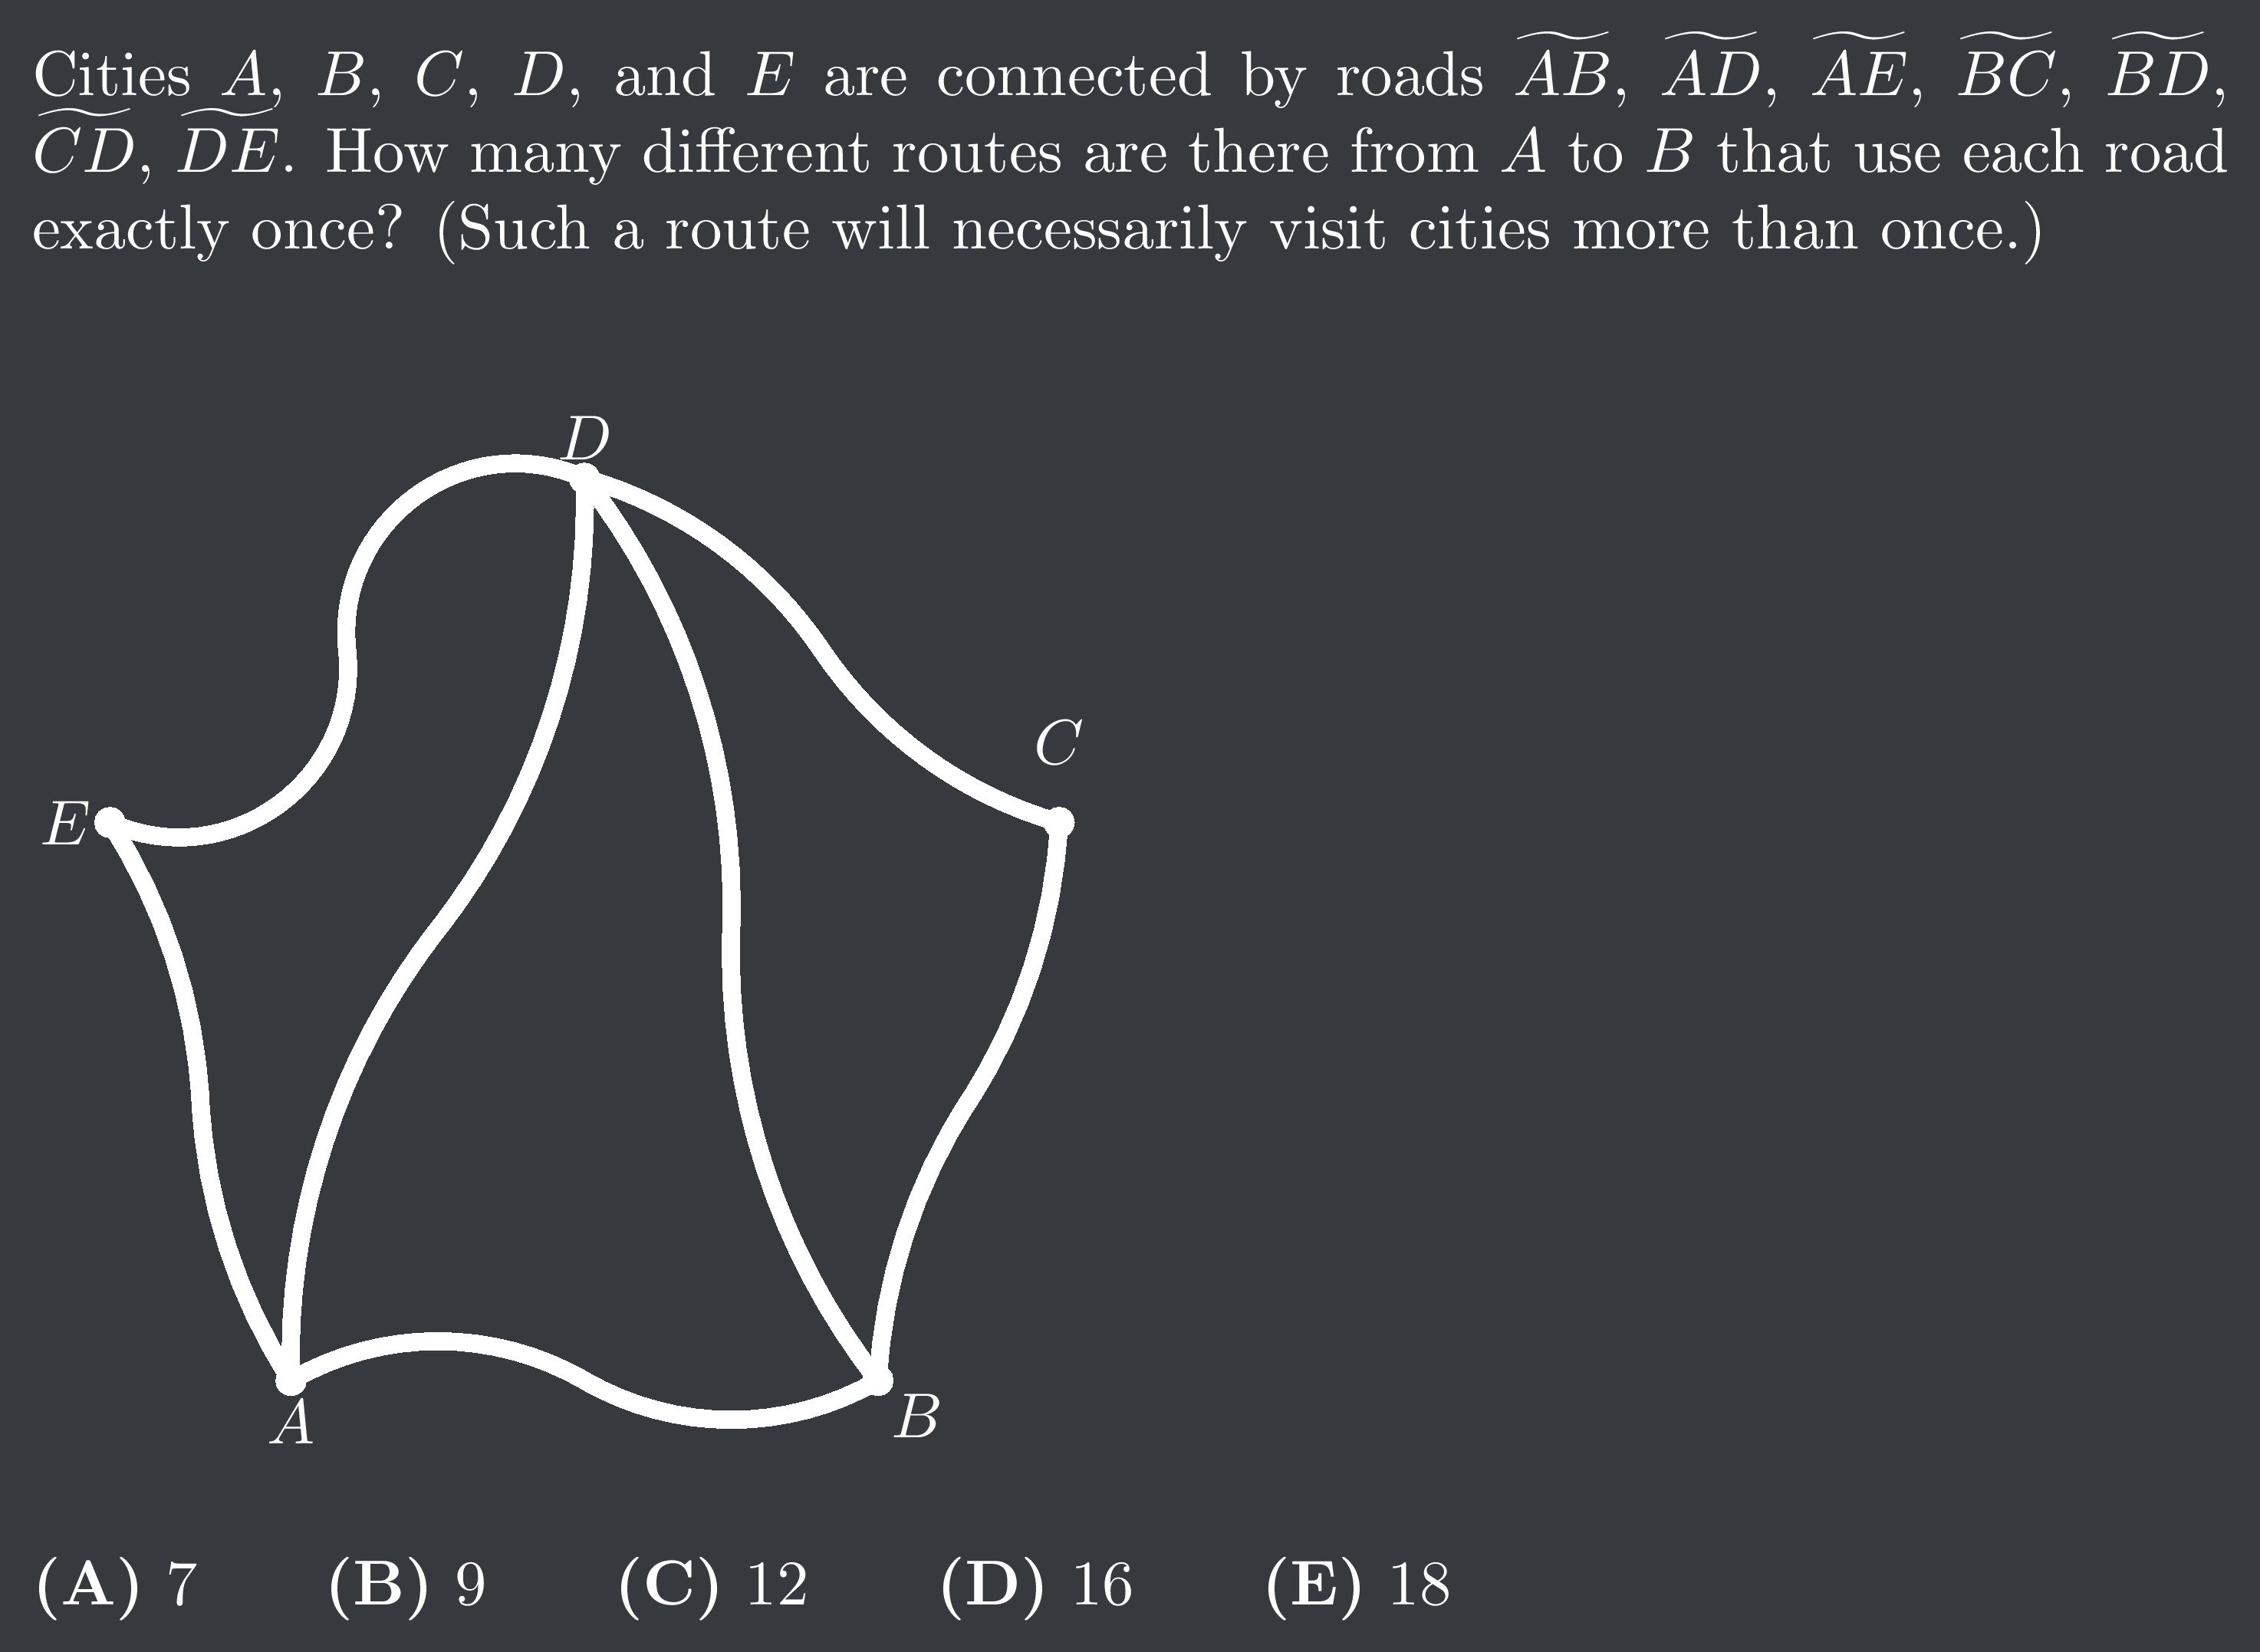 Cities A, B, C, D, and E are connected by roads \widetilde{AB}, \widetilde{AD}, \widetilde{AE}, \widetilde{BC}, \widetilde{BD},
\widetilde{CD}, \widetilde{DE}. How many different routes are there from A to B that use each road
exactly once? (Such a route will necessarily visit cities more than once.)
D
C
E
A
B
(A) 7 (B) 9 (C) 12 (D) 16 (E) 18